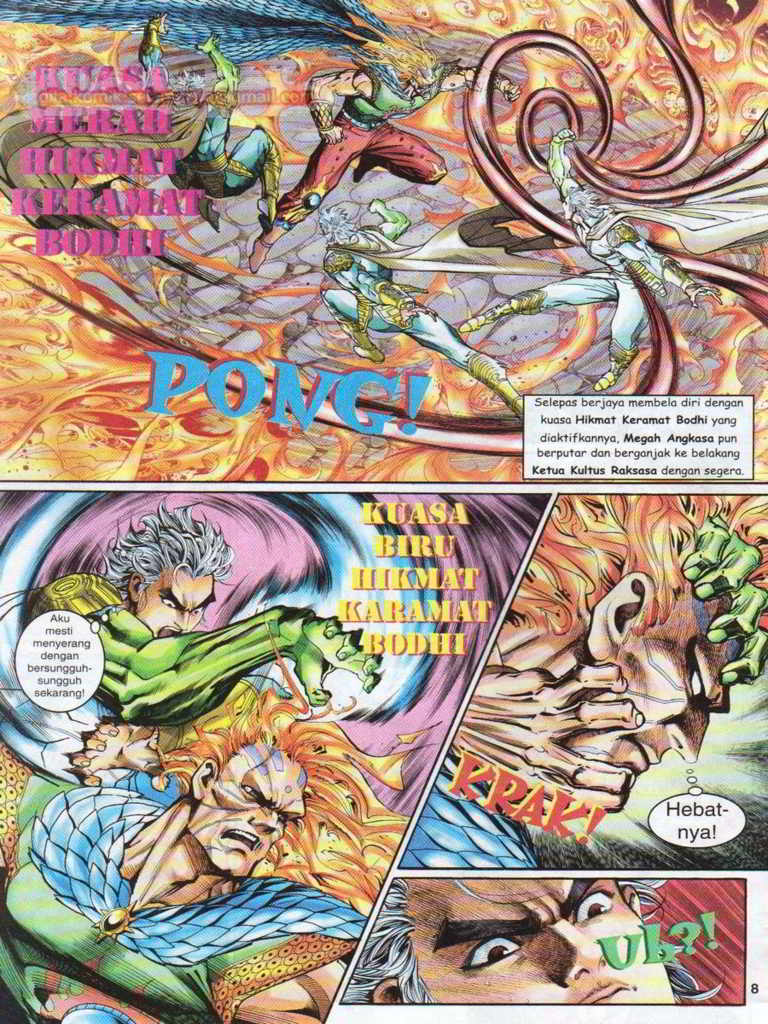 KUASA
MERAH
HIKMAT
KERAMAT
BODHI
PONG!
Selepas berjaya membela diri dengan
kuasa Hikmat Keramat Bodhi yang
diaktifkannya, Megah Angkasa pun
berputar dan berganjak ke belakang
Ketua Kultus Raksasa dengan segera.
KUASA
BIRU
HIKMAT
KARAMAT
BODHI
Aku
mesti
menyerang
dengan
bersungguh-
sungguh
sekarang!
KRAK!
Hebat-
nya!
Uh?!
8